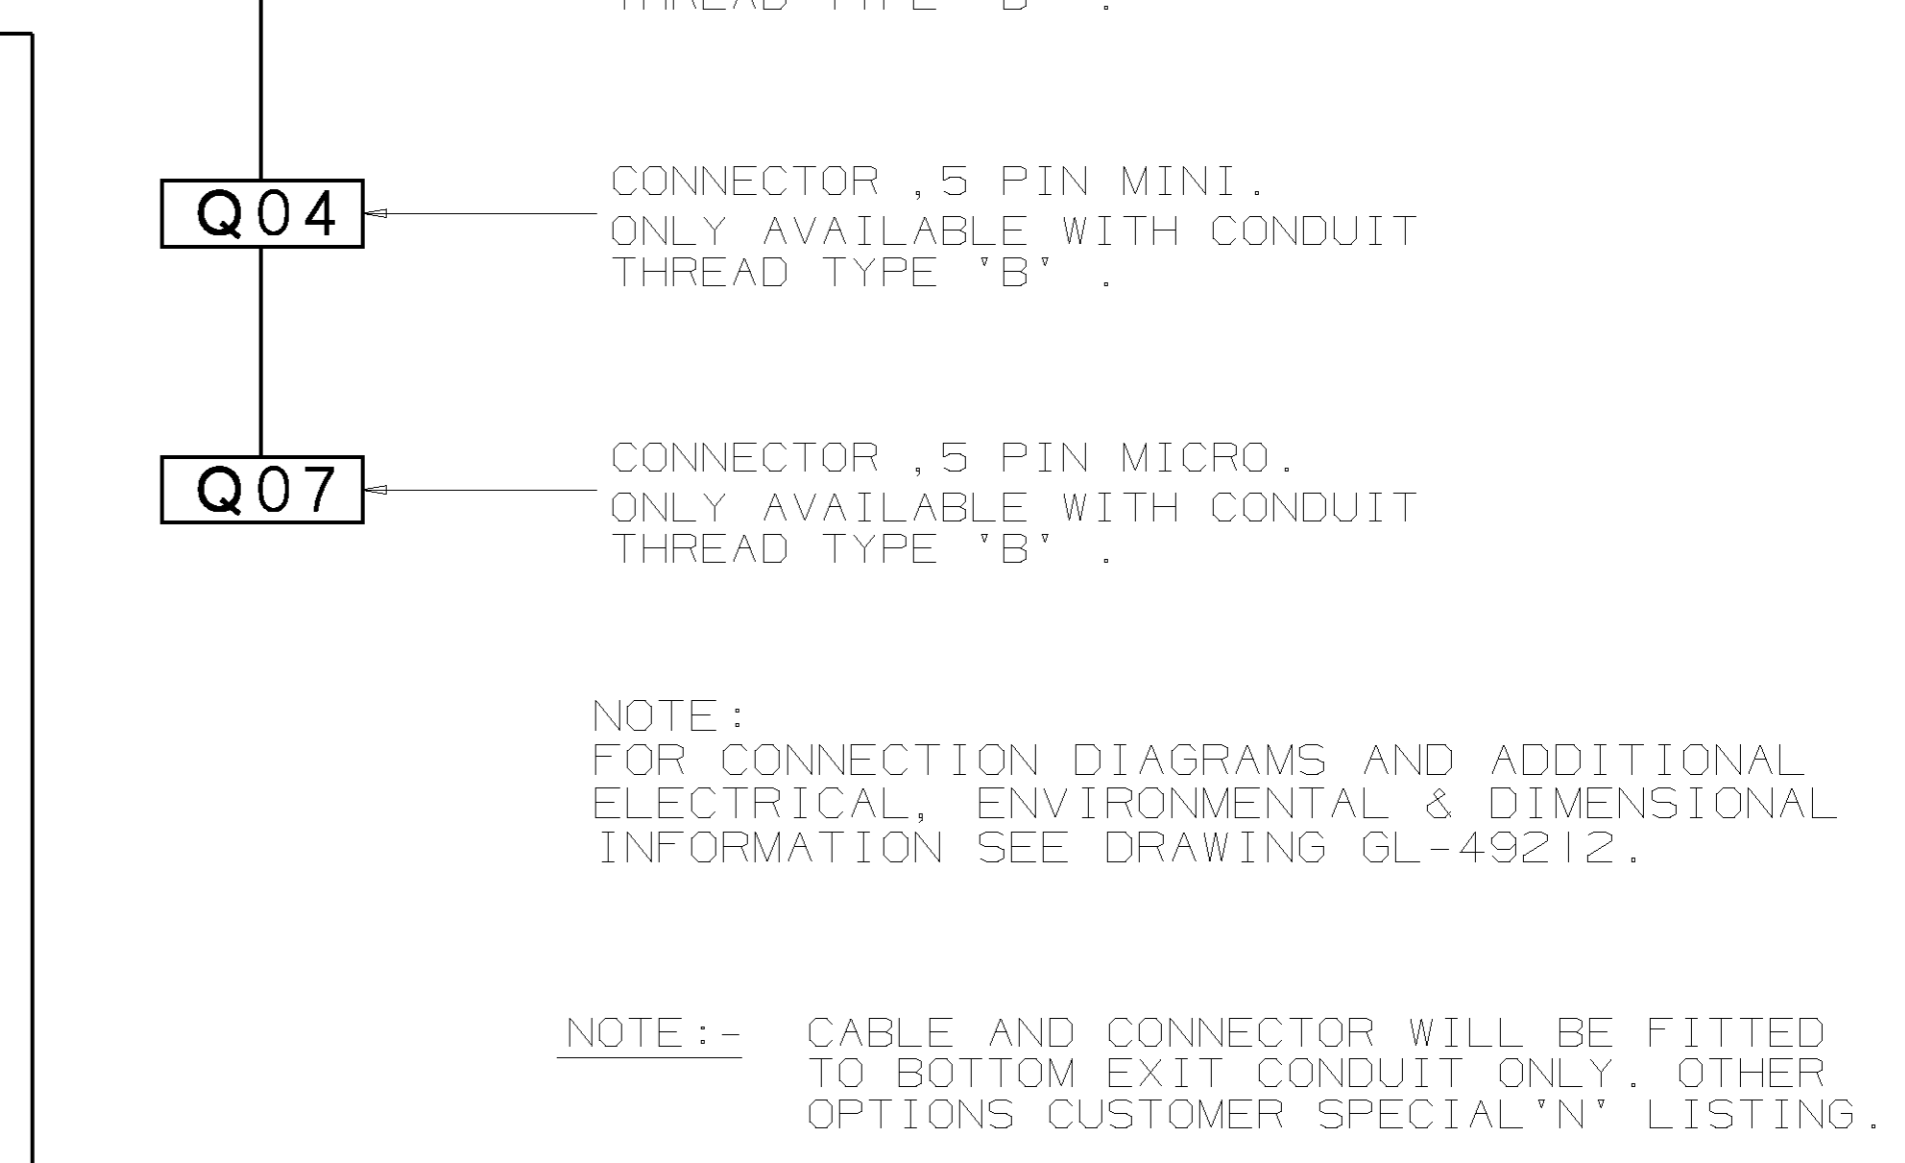 THREAD TYPE 'B' .
Q04
CONNECTOR ,5 PIN MINI.
ONLY AVAILABLE WITH CONDUIT
THREAD TYPE 'B' .
Q07
CONNECTOR ,5 PIN MICRO.
ONLY AVAILABLE WITH CONDUIT
THREAD TYPE 'B' .
NOTE:
FOR CONNECTION DIAGRAMS AND ADDITIONAL
ELECTRICAL, ENVIRONMENTAL & DIMENSIONAL
INFORMATION SEE DRAWING GL-49212.
NOTE:- CABLE AND CONNECTOR WILL BE FITTED
TO BOTTOM EXIT CONDUIT ONLY. OTHER
OPTIONS CUSTOMER SPECIAL'N' LISTING.